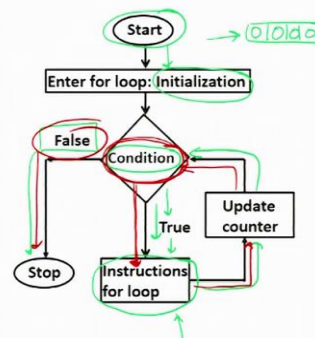 Start
Enter for loop: Initialization
False
Condition
Update
counter
True
Stop
Instructions
for loop